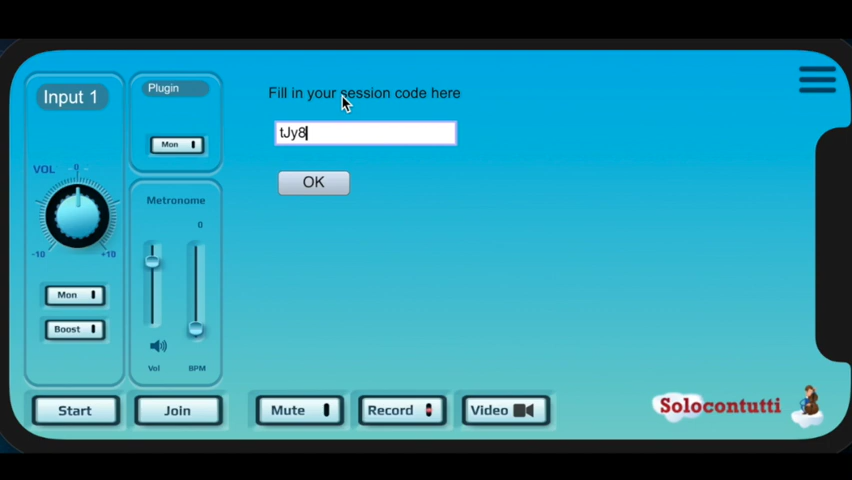 Input 1
VOL
0
-10
+10
Mon
Boost
Plugin
Mon
Metronome
0
Vol
BPM
Fill in your session code here
tJy8
OK
Start
Join
Mute
Record
Video
Solocontutti